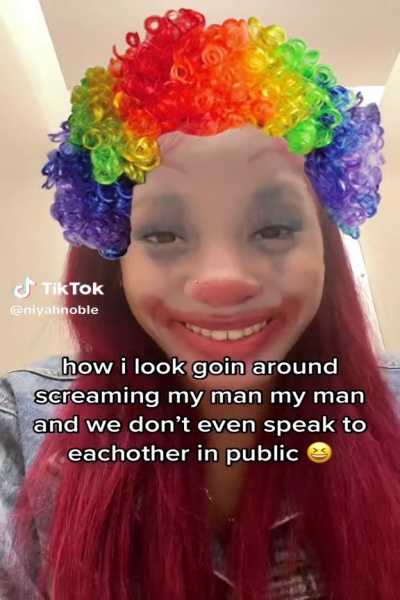 TikTok
@niyahnoble
how i look goin around
screaming my man my man
and we don't even speak to
eachother in public 😆